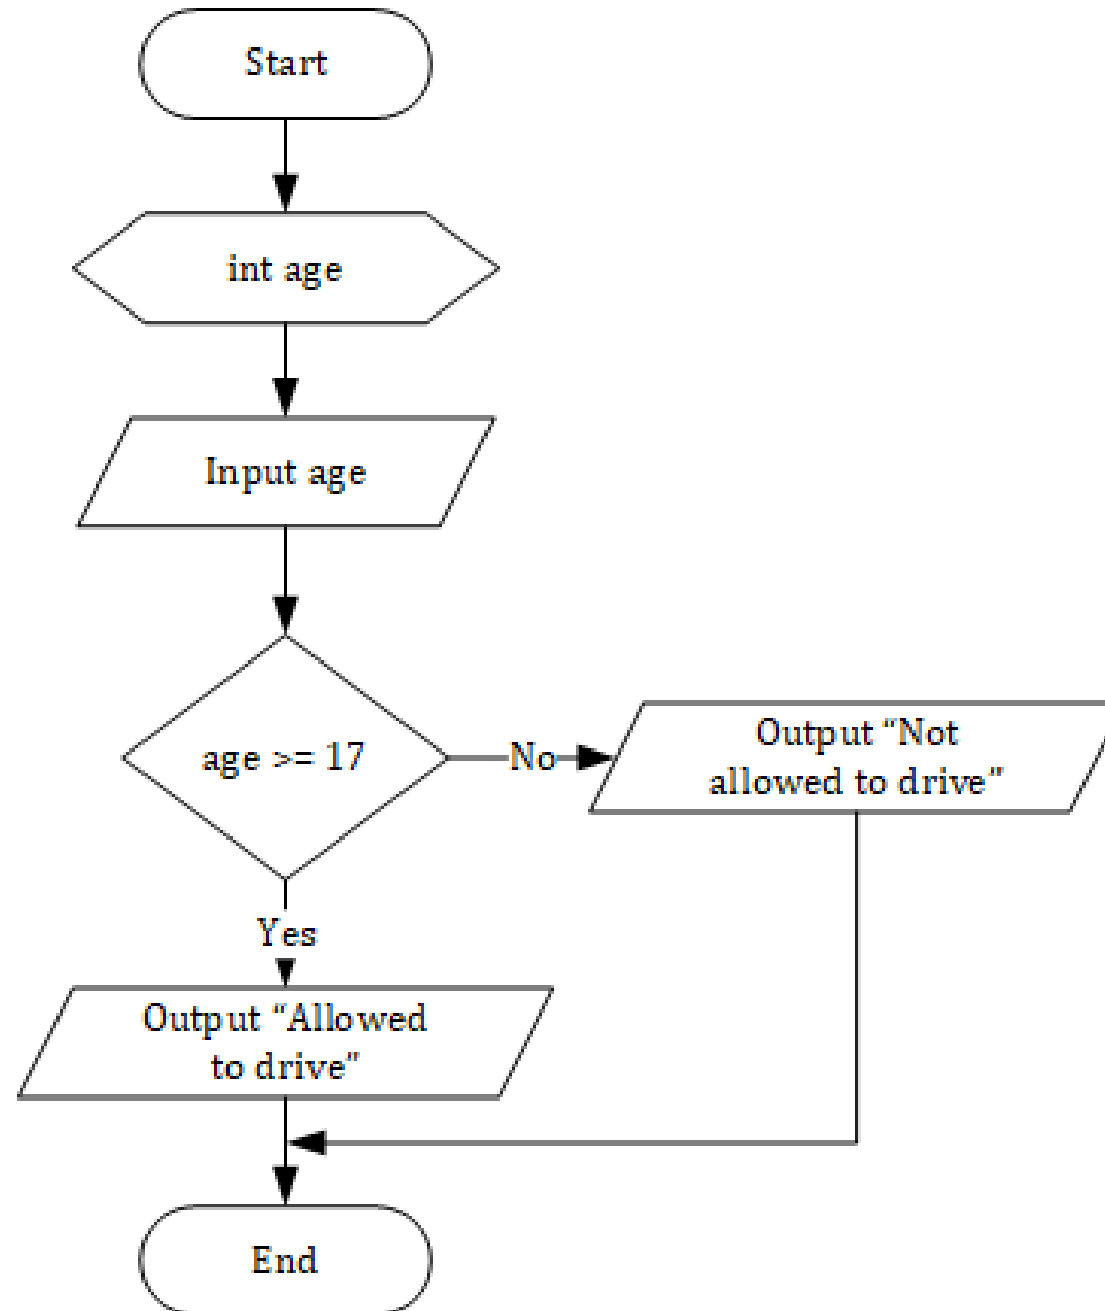 Start
int age
Input age
age >= 17
No
Output “Not
allowed to drive”
Yes
Output “Allowed
to drive”
End